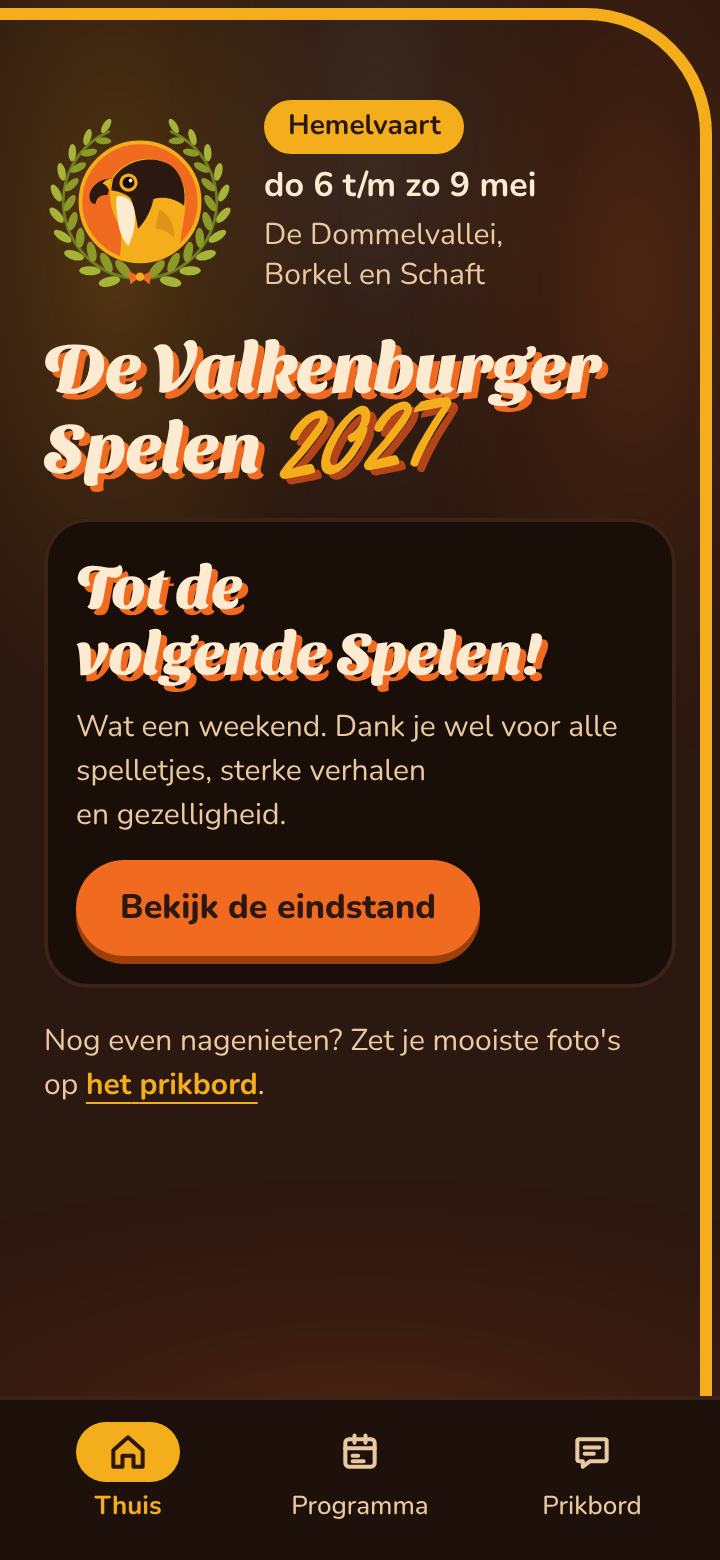 Hemelvaart
do 6 t/m zo 9 mei
De Dommelvallei,
Borkel en Schaft
De Valkenburger
Spelen 2027
Tot de
volgende Spelen!
Wat een weekend. Dank je wel voor alle
spelletjes, sterke verhalen
en gezelligheid.
Bekijk de eindstand
Nog even nagenieten? Zet je mooiste foto's
op het prikbord.
Thuis
Programma
Prikbord